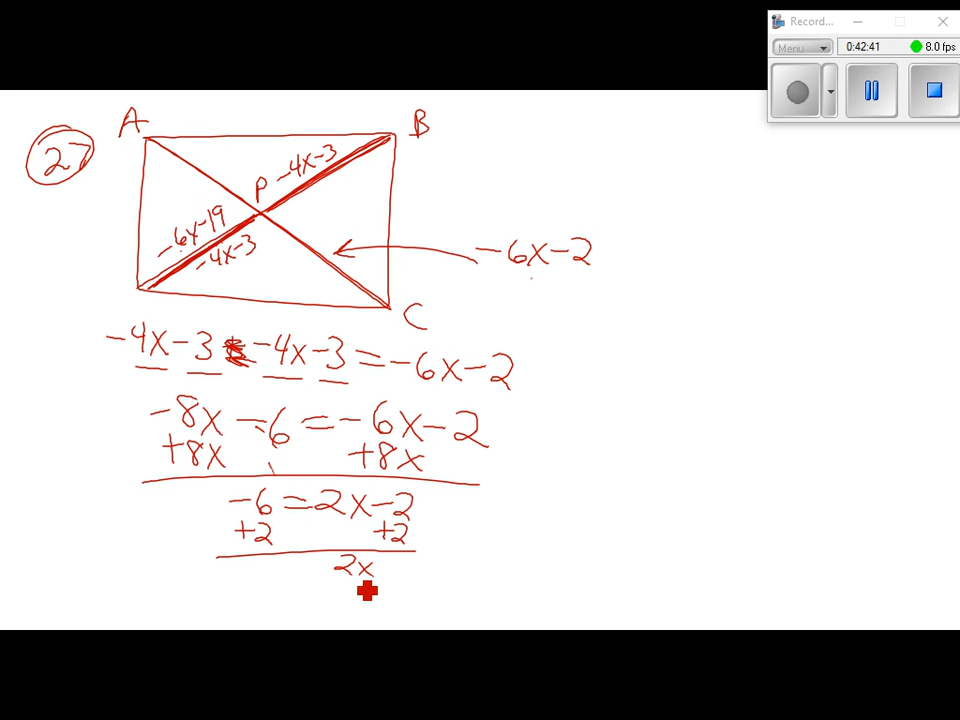 Record...
Menu
0:42:41
8.0 fps
27
A
B
P
-4x-3
-6x-19
-4x-3
-6x-2
C
-4x-3 -4x-3=-6x-2
-8x-6=-6x-2
+8x +8x
-6=2x-2
+2 +2
2x